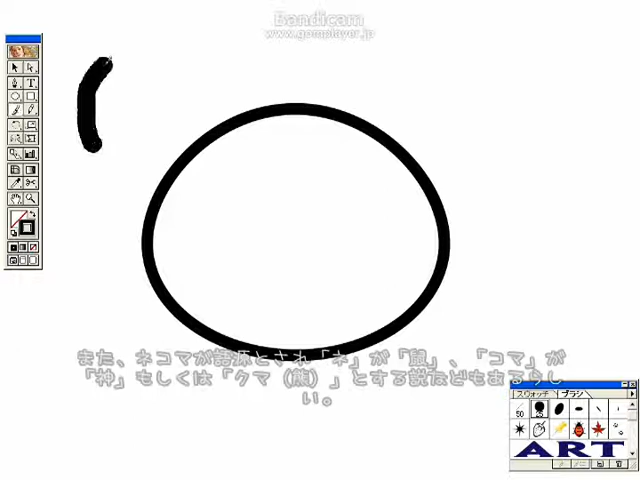 Bandicam
www.gomplayer.jp
また、ネコマが語源とされ「ネ」が「鼠」、「コマ」が
「神」もしくは「クマ（熊）」とする説などもあるらし
い。
スウォッチ ブラシ
50 25
ART